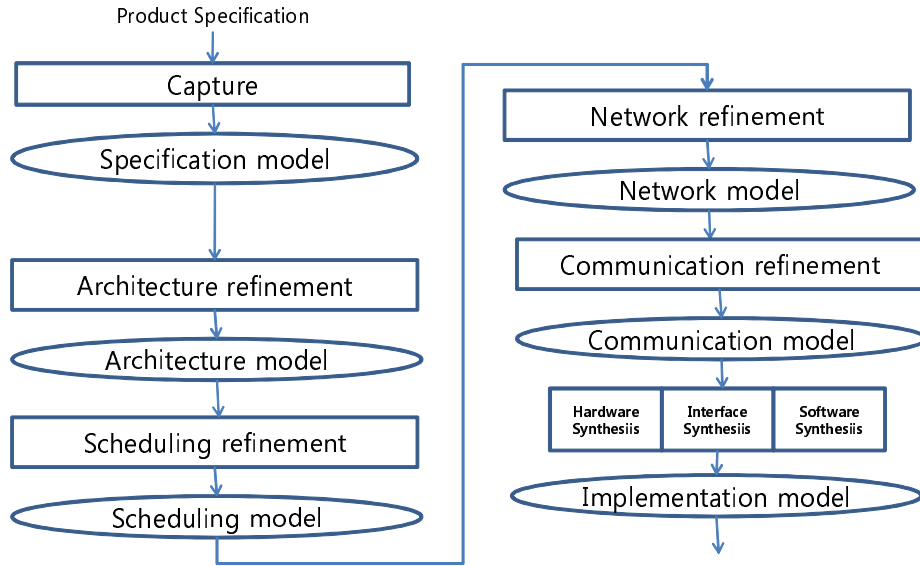 Product Specification
Capture
Specification model
Architecture refinement
Architecture model
Scheduling refinement
Scheduling model
Network refinement
Network model
Communication refinement
Communication model
Hardware
Synthesiis
Interface
Synthesiis
Software
Synthesiis
Implementation model